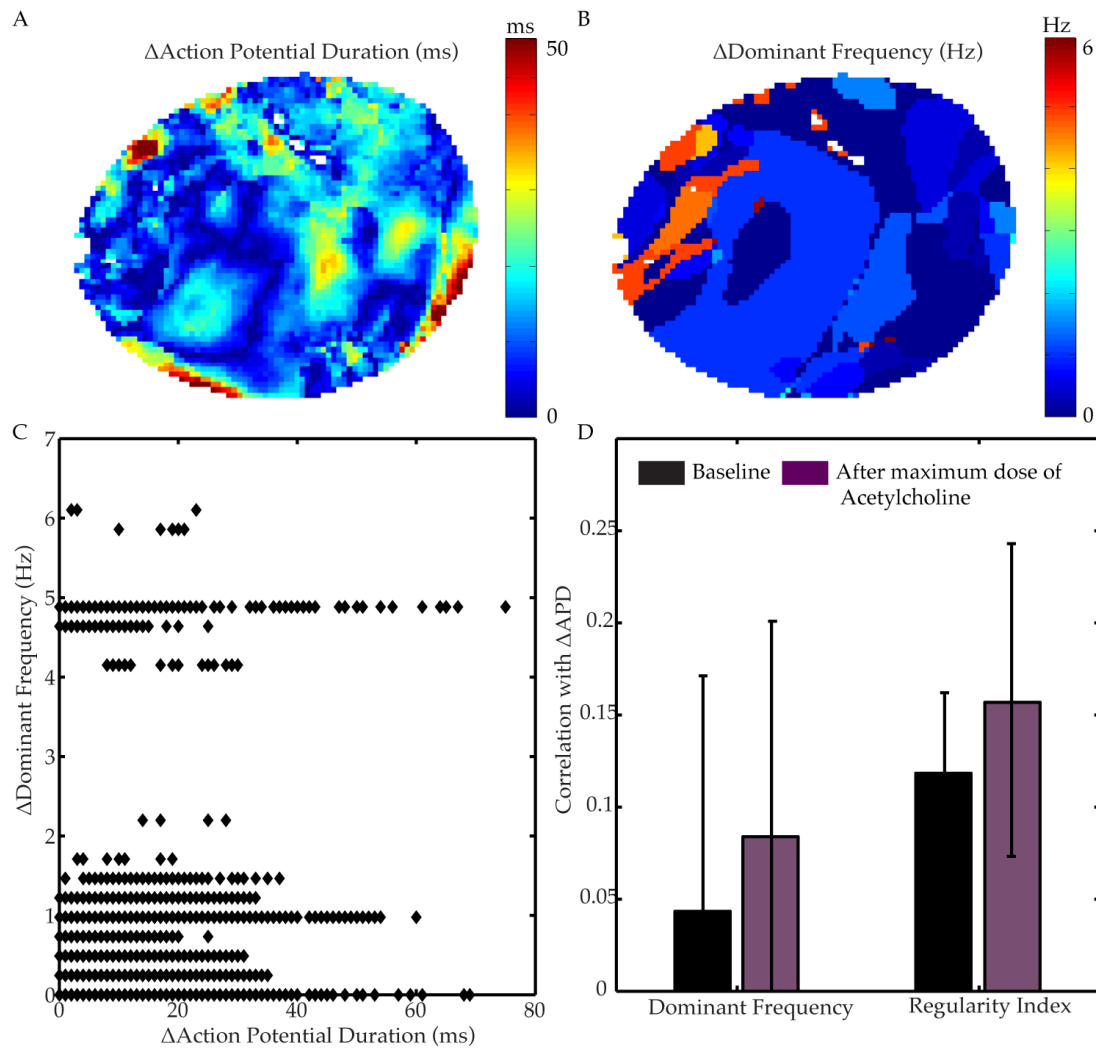 A
ms
ΔAction Potential Duration (ms)
50
0
B
Hz
ΔDominant Frequency (Hz)
6
0
C
7
6
5
4
3
2
1
0
ΔDominant Frequency (Hz)
0
20
40
60
80
ΔAction Potential Duration (ms)
D
Baseline
After maximum dose of
Acetylcholine
0.25
0.2
0.15
0.1
0.05
0
Correlation with ΔAPD
Dominant Frequency
Regularity Index